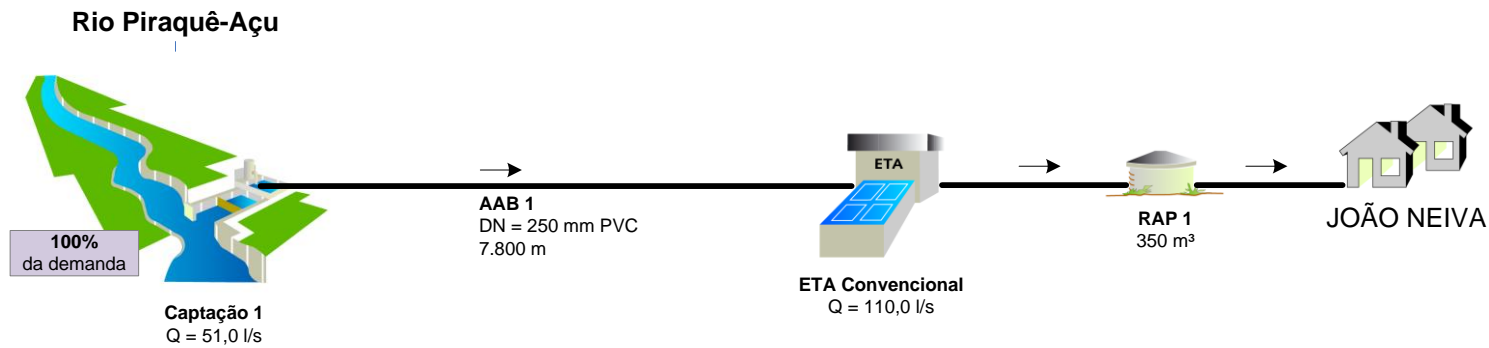 Rio Piraquê-Açu
100%
da demanda
Captação 1
Q = 51,0 l/s
AAB 1
DN = 250 mm PVC
7.800 m
ETA
ETA Convencional
Q = 110,0 l/s
RAP 1
350 m³
JOÃO NEIVA